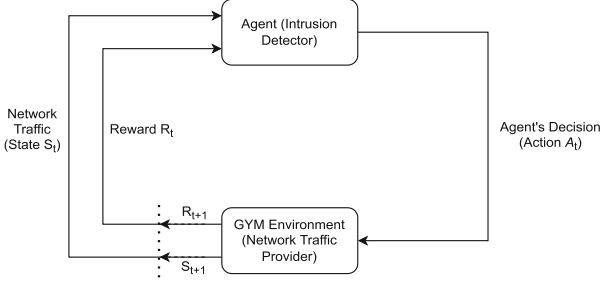 Agent (Intrusion
Detector)
Network
Traffic
(State St)
Reward Rt
Agent's Decision
(Action At)
Rt+1
GYM Environment
(Network Traffic
Provider)
St+1